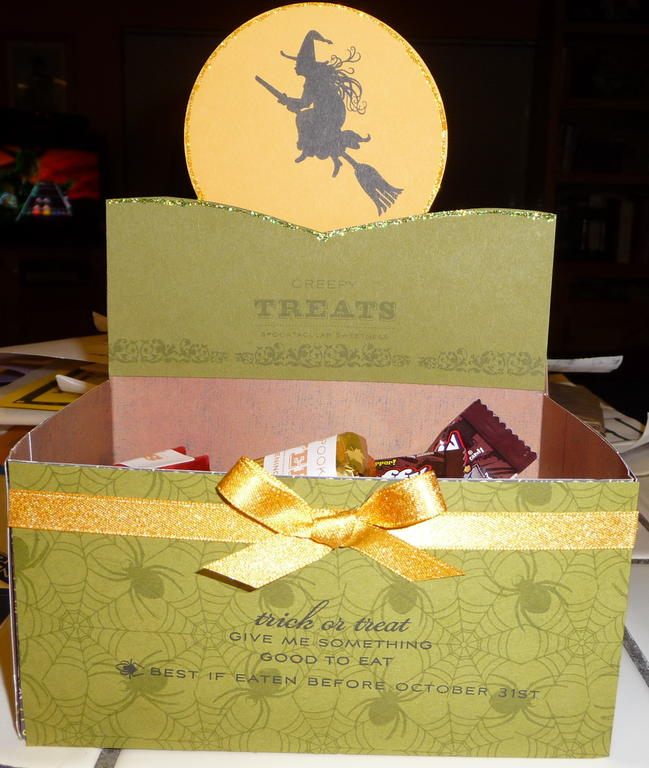 CREEPY
TREATS
SPOOKTACULAR SWEETNESS
SPOOK
trick or treat
GIVE ME SOMETHING
GOOD TO EAT
BEST IF EATEN BEFORE OCTOBER 31ST